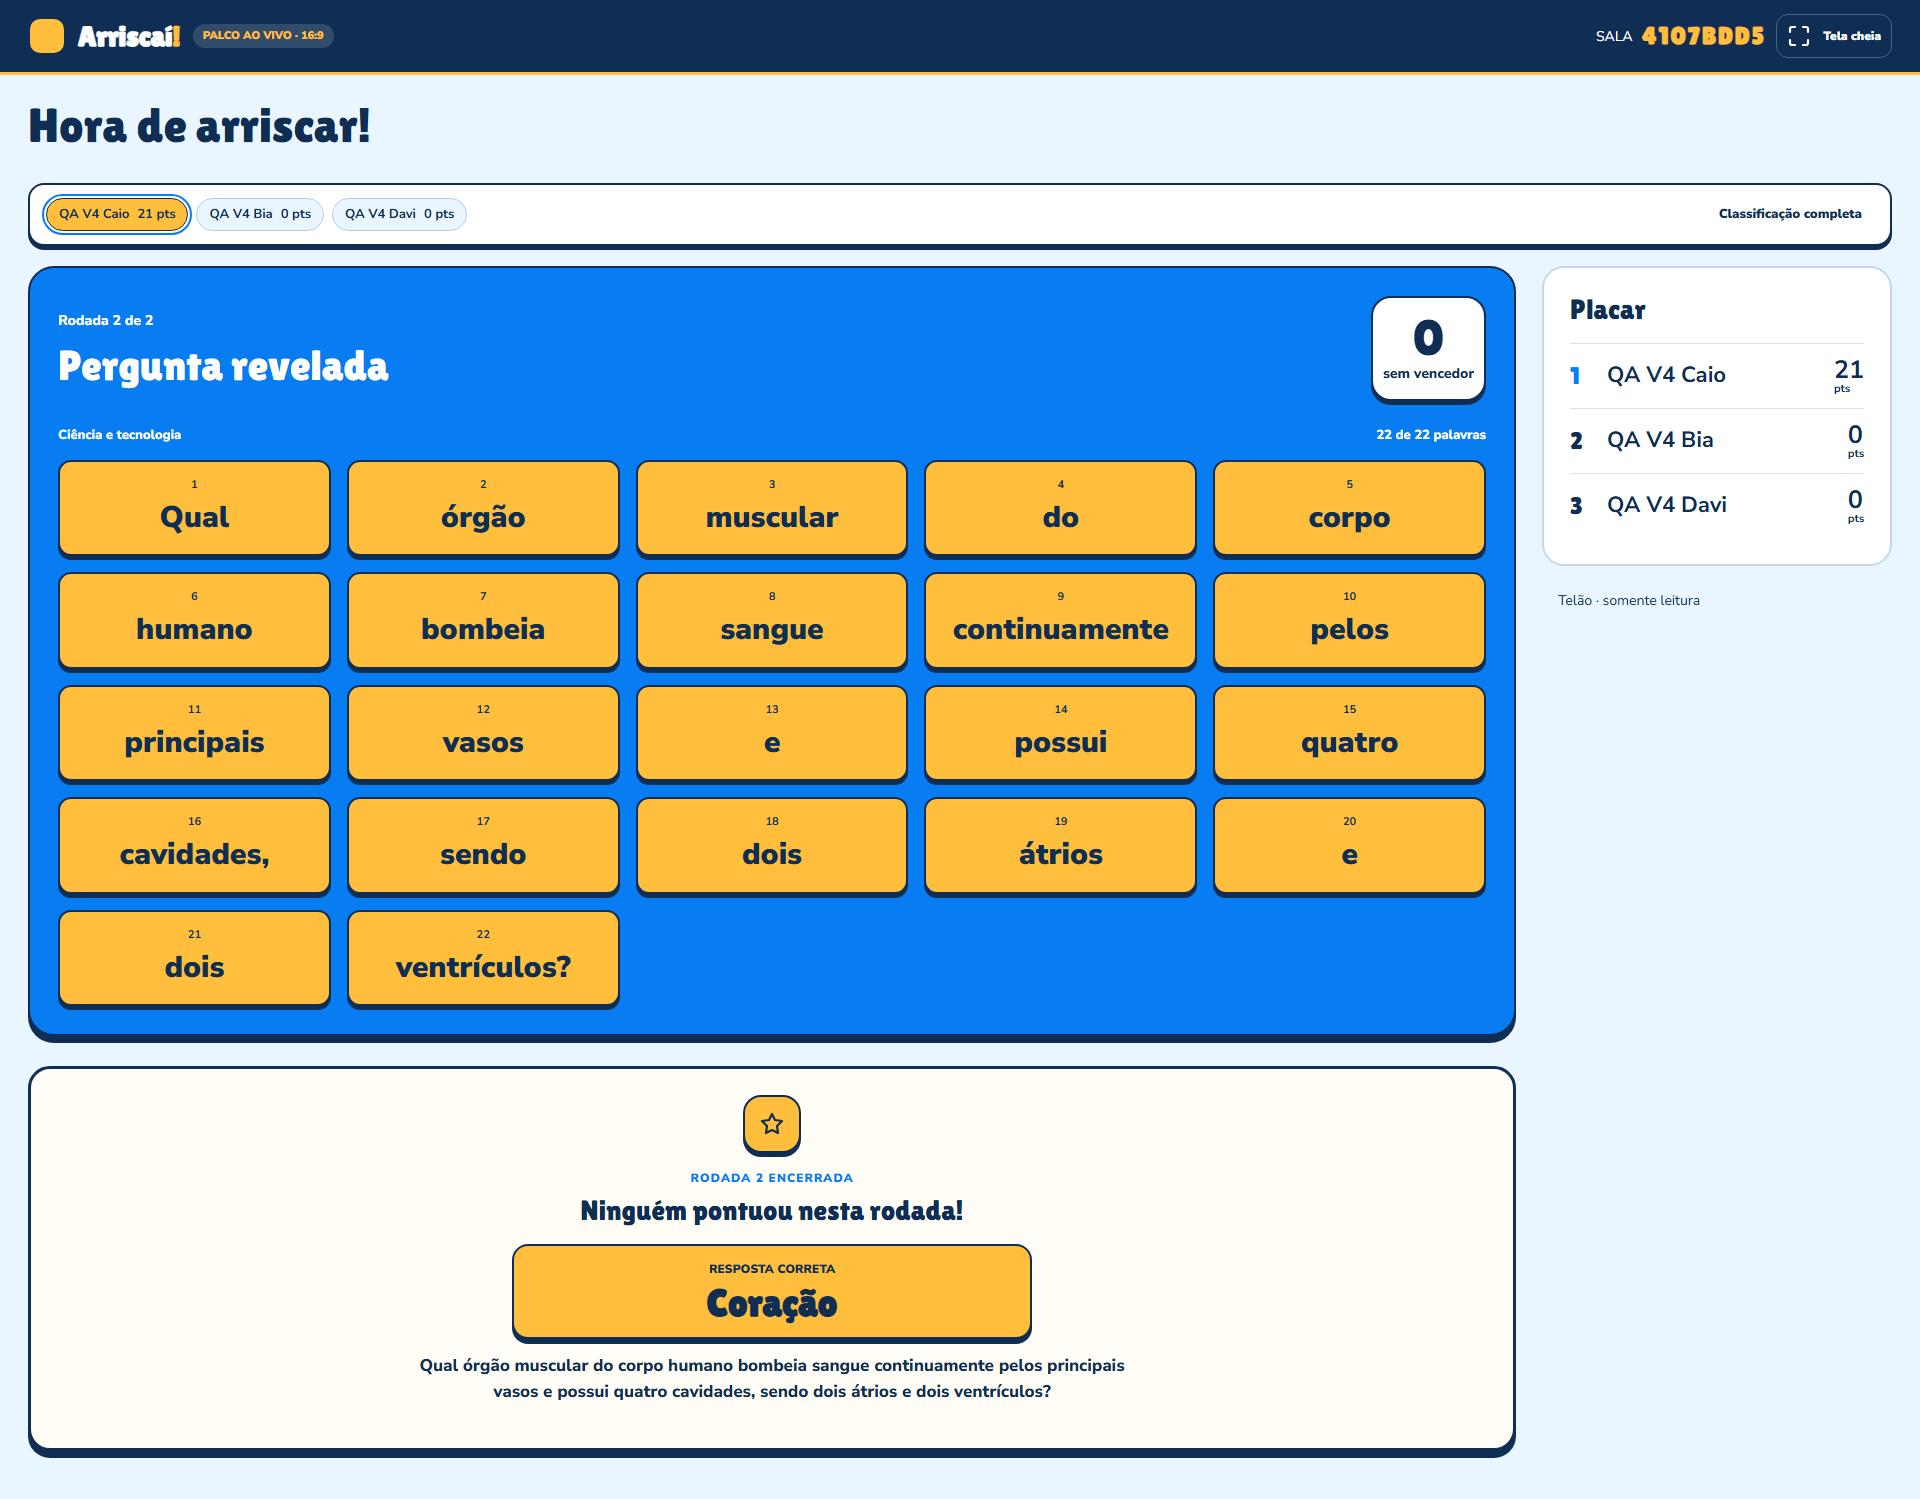 Arriscaí!
PALCO AO VIVO · 16:9
SALA 4107BDD5
Tela cheia
Hora de arriscar!
QA V4 Caio 21 pts
QA V4 Bia 0 pts
QA V4 Davi 0 pts
Classificação completa
Rodada 2 de 2
Pergunta revelada
0
sem vencedor
Ciência e tecnologia
22 de 22 palavras
1
Qual
2
órgão
3
muscular
4
do
5
corpo
6
humano
7
bombeia
8
sangue
9
continuamente
10
pelos
11
principais
12
vasos
13
e
14
possui
15
quatro
16
cavidades,
17
sendo
18
dois
19
átrios
20
e
21
dois
22
ventrículos?
Placar
1 QA V4 Caio 21 pts
2 QA V4 Bia 0 pts
3 QA V4 Davi 0 pts
Telão · somente leitura
RODADA 2 ENCERRADA
Ninguém pontuou nesta rodada!
RESPOSTA CORRETA
Coração
Qual órgão muscular do corpo humano bombeia sangue continuamente pelos principais
vasos e possui quatro cavidades, sendo dois átrios e dois ventrículos?